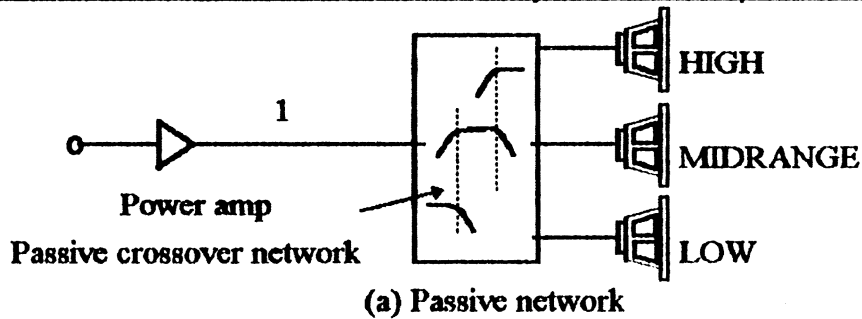 HIGH
1
MIDRANGE
Power amp
Passive crossover network
LOW
(a) Passive network